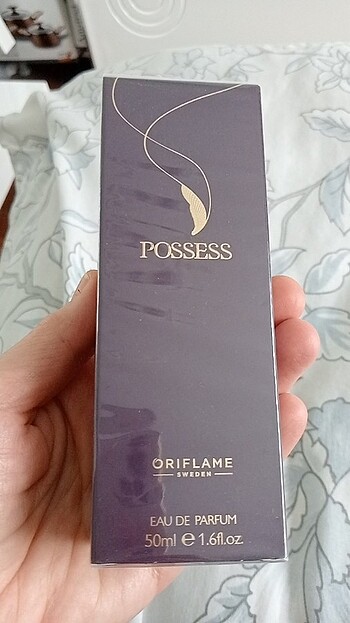 POSSESS
ORIFLAME
SWEDEN
EAU DE PARFUM
50ml ℮ 1.6fl.oz.